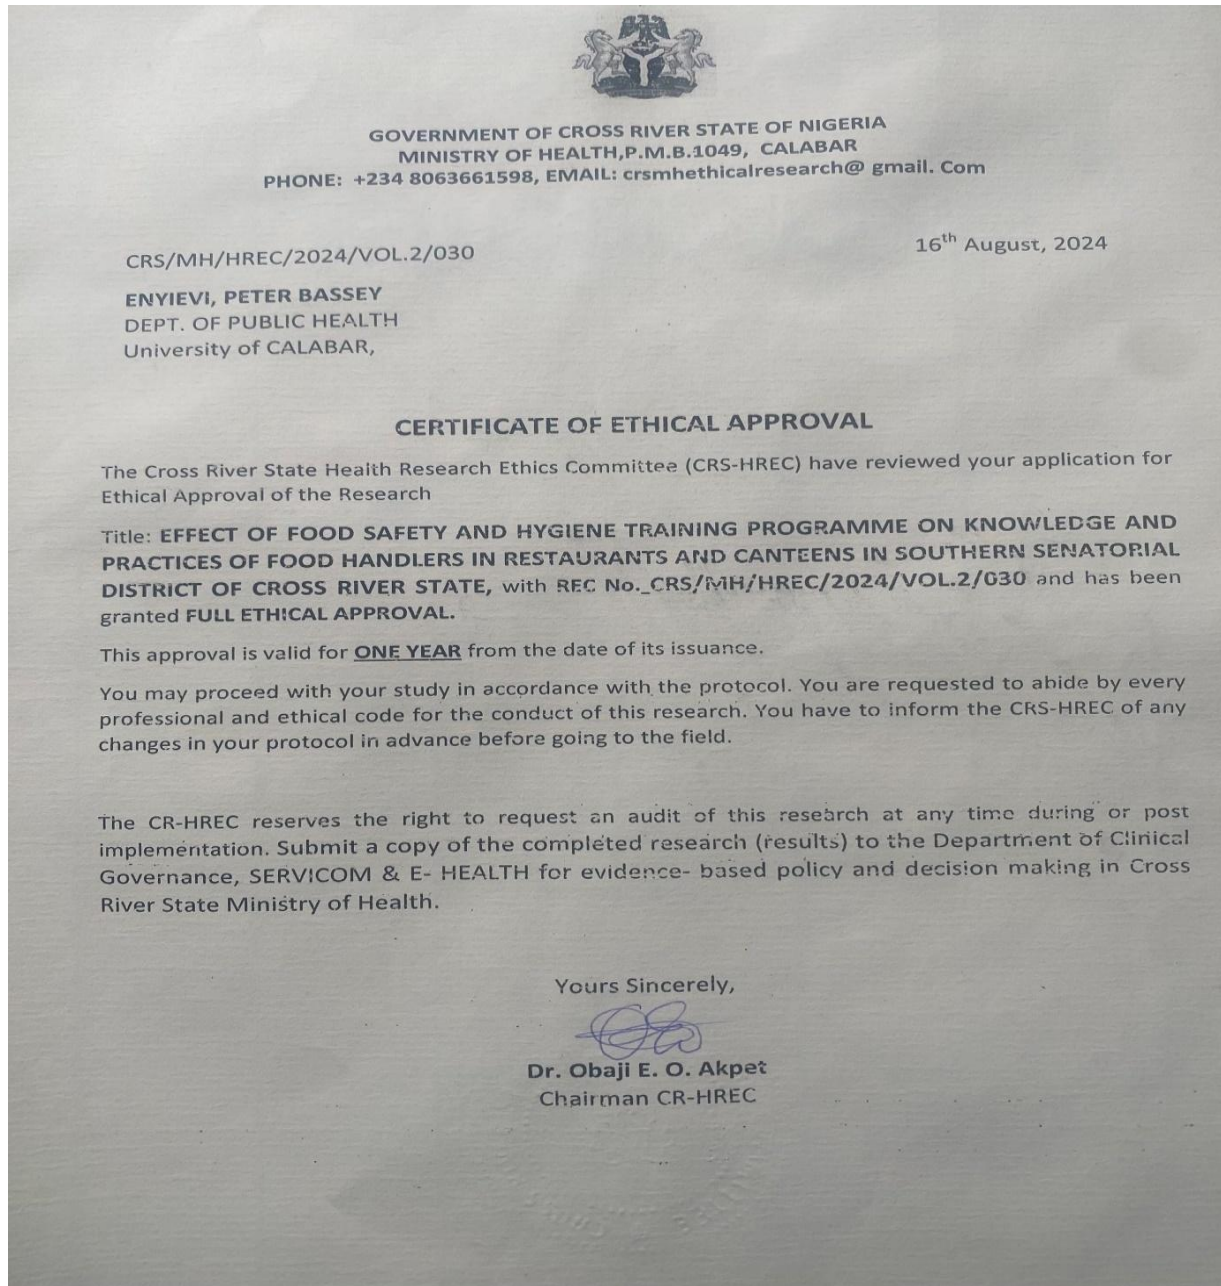 GOVERNMENT OF CROSS RIVER STATE OF NIGERIA
MINISTRY OF HEALTH,P.M.B.1049, CALABAR
PHONE: +234 8063661598, EMAIL: crsmhethicalresearch@ gmail. Com
CRS/MH/HREC/2024/VOL.2/030
16th August, 2024
ENYIEVI, PETER BASSEY
DEPT. OF PUBLIC HEALTH
University of CALABAR,
CERTIFICATE OF ETHICAL APPROVAL
The Cross River State Health Research Ethics Committee (CRS-HREC) have reviewed your application for
Ethical Approval of the Research
Title: EFFECT OF FOOD SAFETY AND HYGIENE TRAINING PROGRAMME ON KNOWLEDGE AND
PRACTICES OF FOOD HANDLERS IN RESTAURANTS AND CANTEENS IN SOUTHERN SENATORIAL
DISTRICT OF CROSS RIVER STATE, with REC No._CRS/MH/HREC/2024/VOL.2/030 and has been
granted FULL ETHICAL APPROVAL.
This approval is valid for ONE YEAR from the date of its issuance.
You may proceed with your study in accordance with the protocol. You are requested to abide by every
professional and ethical code for the conduct of this research. You have to inform the CRS-HREC of any
changes in your protocol in advance before going to the field.
The CR-HREC reserves the right to request an audit of this research at any time during or post
implementation. Submit a copy of the completed research (results) to the Department of Clinical
Governance, SERVICOM & E- HEALTH for evidence- based policy and decision making in Cross
River State Ministry of Health.
Yours Sincerely,
Dr. Obaji E. O. Akpet
Chairman CR-HREC